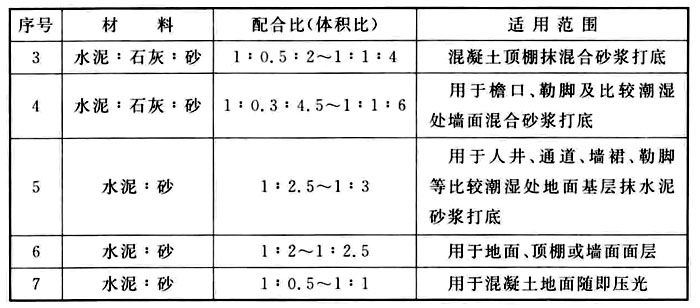 序号 材料 配合比(体积比) 适用范围
3 水泥:石灰:砂 1:0.5:2～1:1:4 混凝土顶棚抹混合砂浆打底
4 水泥:石灰:砂 1:0.3:4.5～1:1:6 用于檐口、勒脚及比较潮湿
处墙面混合砂浆打底
5 水泥:砂 1:2.5～1:3 用于人井、通道、墙裙、勒脚
等比较潮湿处地面基层抹水泥
砂浆打底
6 水泥:砂 1:2～1:2.5 用于地面、顶棚或墙面面层
7 水泥:砂 1:0.5～1:1 用于混凝土地面随即压光